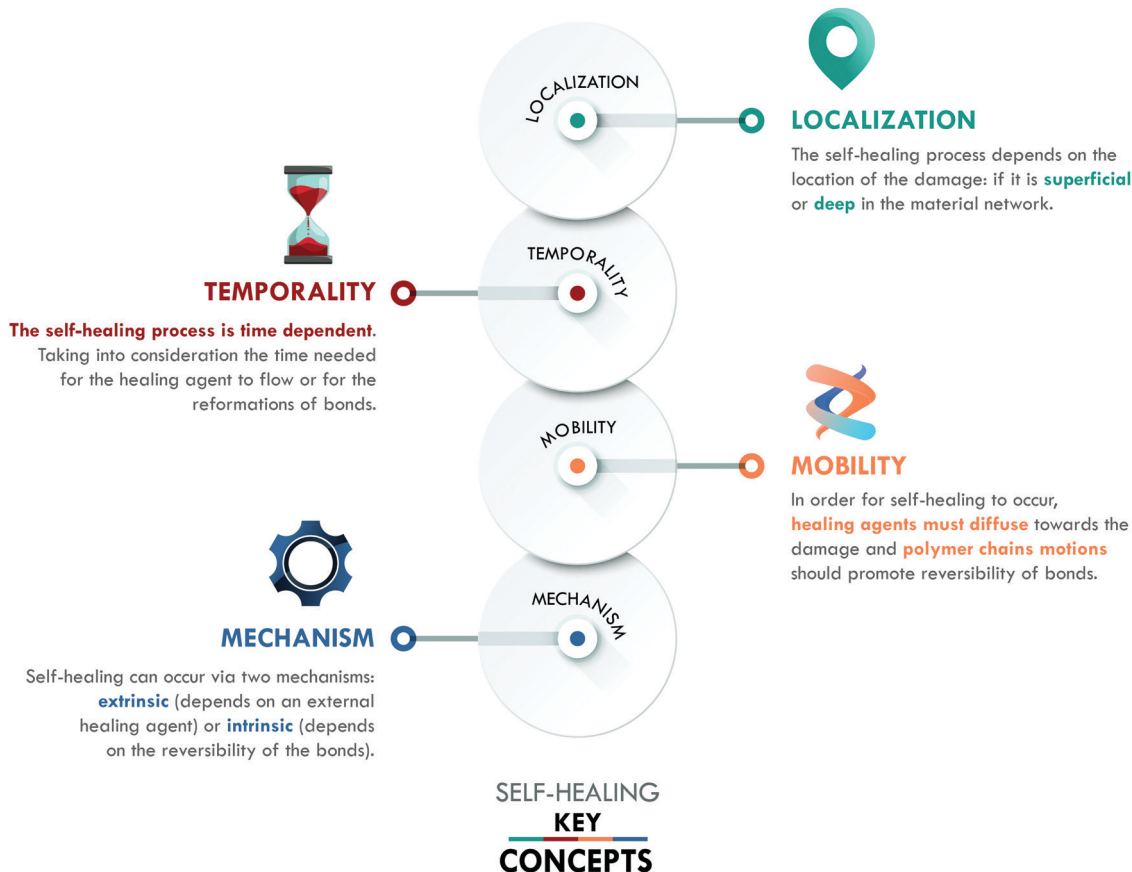 LOCALIZATION
LOCALIZATION
The self-healing process depends on the
location of the damage: if it is superficial
or deep in the material network.
TEMPORALITY
TEMPORALITY
The self-healing process is time dependent.
Taking into consideration the time needed
for the healing agent to flow or for the
reformations of bonds.
MOBILITY
MOBILITY
In order for self-healing to occur,
healing agents must diffuse towards the
damage and polymer chains motions
should promote reversibility of bonds.
MECHANISM
MECHANISM
Self-healing can occur via two mechanisms:
extrinsic (depends on an external
healing agent) or intrinsic (depends
on the reversibility of the bonds).
SELF-HEALING
KEY
CONCEPTS